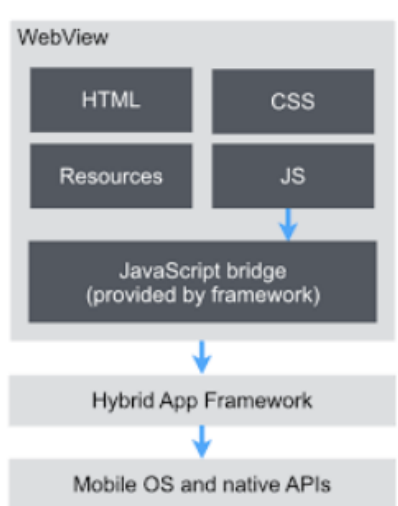 WebView
HTML
CSS
Resources
JS
JavaScript bridge
(provided by framework)
Hybrid App Framework
Mobile OS and native APIs